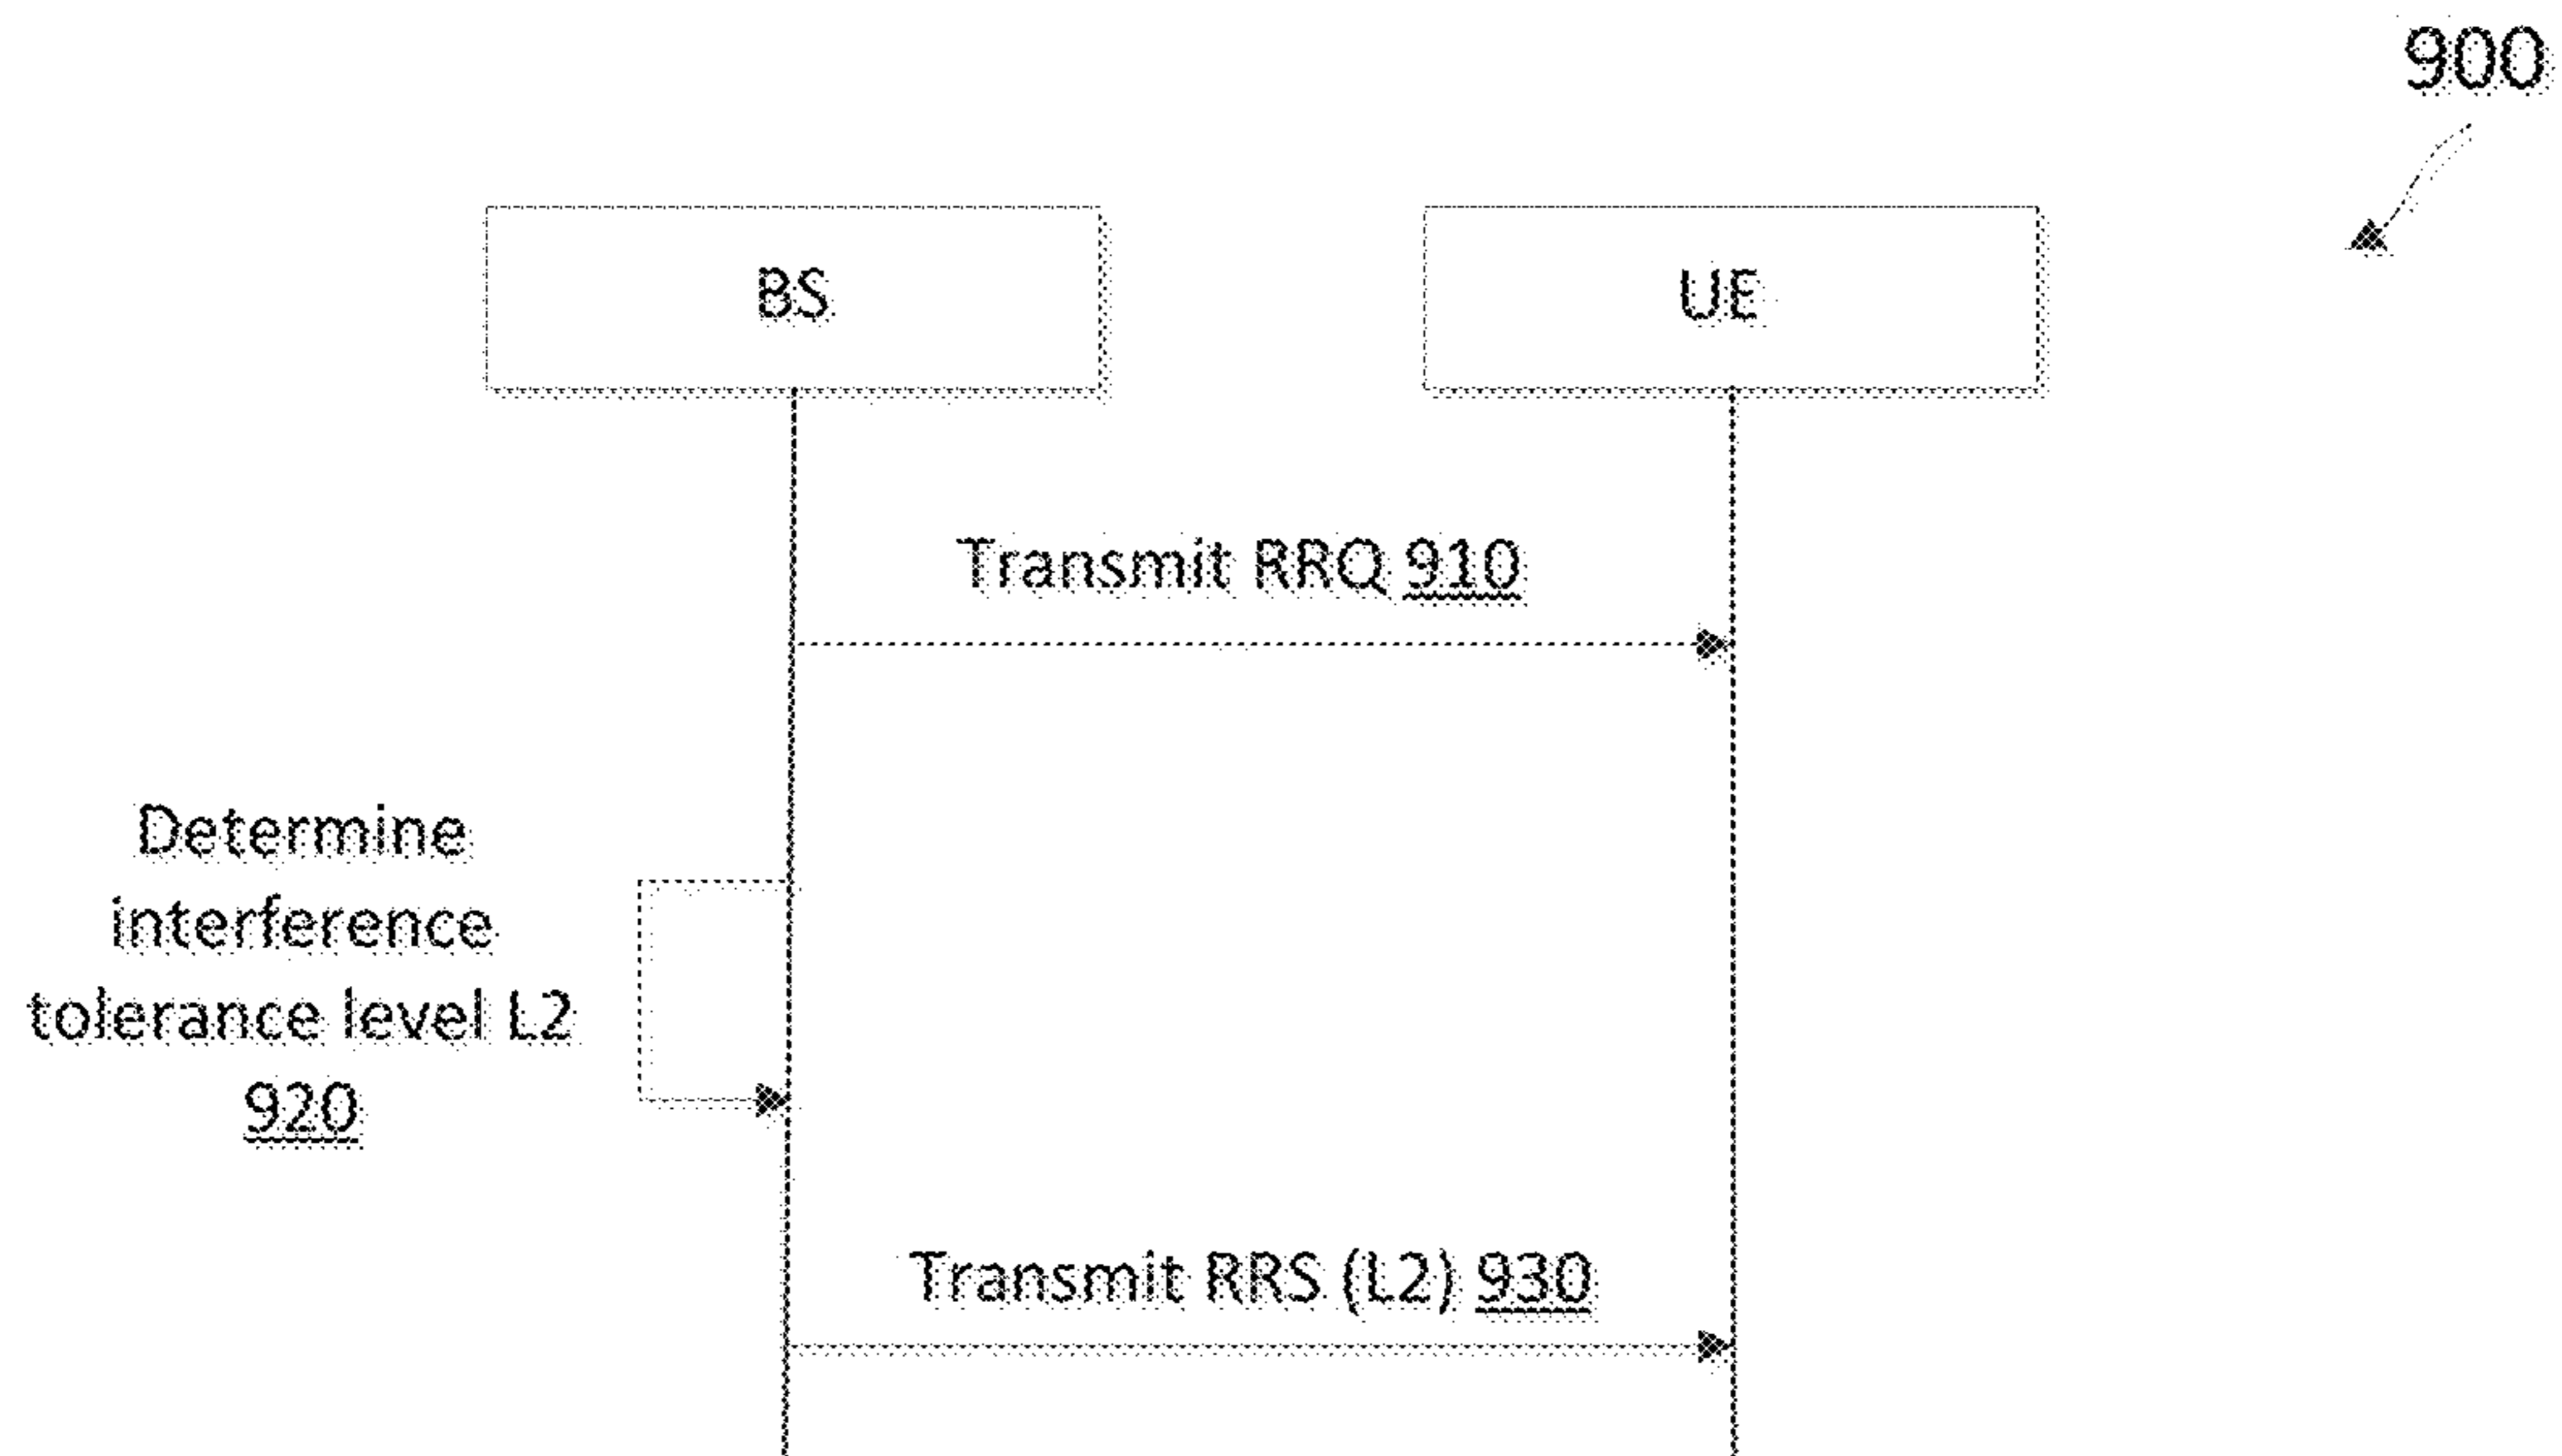 900
BS
UE
Transmit RRQ 910
Determine
interference
tolerance level L2
920
Transmit RRS (L2) 930